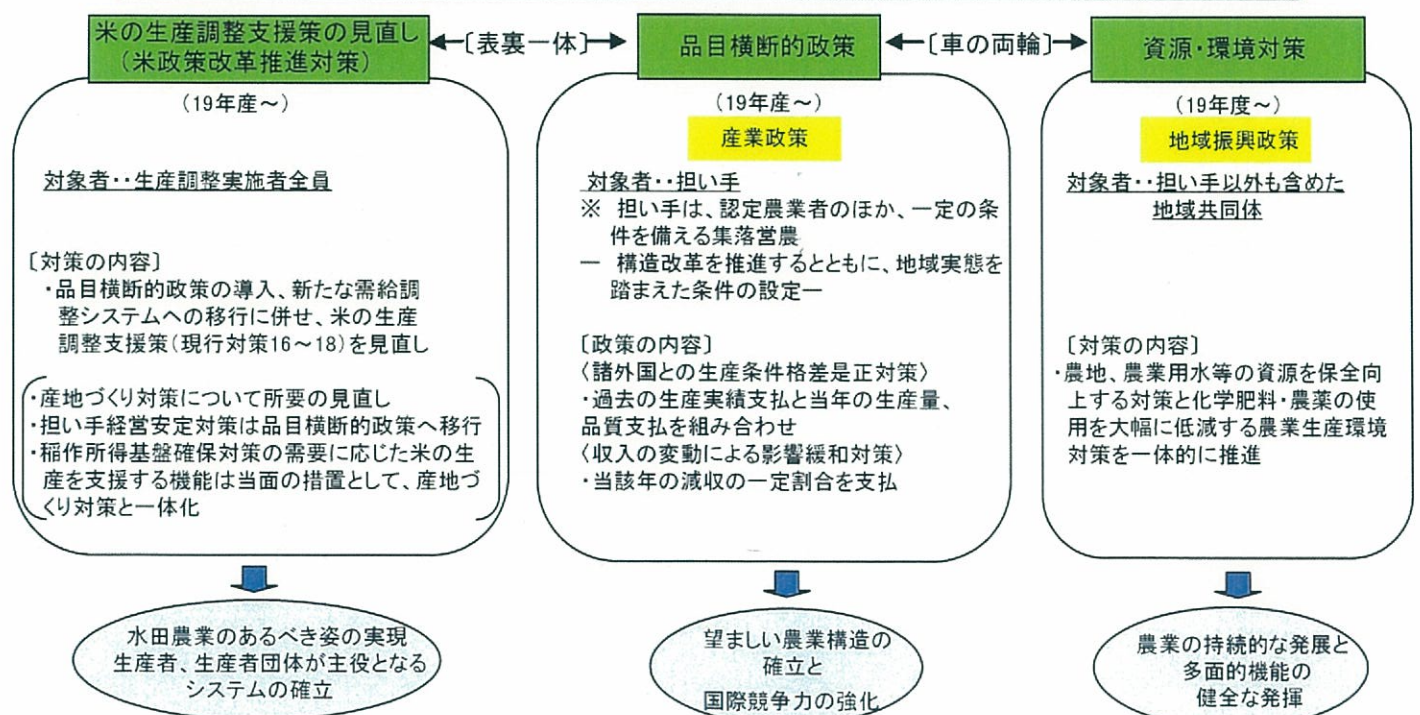 米の生産調整支援策の見直し
(米政策改革推進対策)
〔表裏一体〕
品目横断的政策
〔車の両輪〕
資源・環境対策
(19年産~)
対象者・・生産調整実施者全員
〔対策の内容〕
・品目横断的政策の導入、新たな需給調
整システムへの移行に併せ、米の生産
調整支援策(現行対策16~18)を見直し
・産地づくり対策について所要の見直し
・担い手経営安定対策は品目横断的政策へ移行
・稲作所得基盤確保対策の需要に応じた米の生
産を支援する機能は当面の措置として、産地づ
くり対策と一体化
水田農業のあるべき姿の実現
生産者、生産者団体が主役となる
システムの確立
(19年産~)
産業政策
対象者・・担い手
※ 担い手は、認定農業者のほか、一定の条
件を備える集落営農
― 構造改革を推進するとともに、地域実態を
踏まえた条件の設定―
〔政策の内容〕
〈諸外国との生産条件格差是正対策〉
・過去の生産実績支払と当年の生産量、
品質支払を組み合わせ
〈収入の変動による影響緩和対策〉
・当該年の減収の一定割合を支払
望ましい農業構造の
確立と
国際競争力の強化
(19年度~)
地域振興政策
対象者・・担い手以外も含めた
地域共同体
〔対策の内容〕
・農地、農業用水等の資源を保全向
上する対策と化学肥料・農薬の使
用を大幅に低減する農業生産環境
対策を一体的に推進
農業の持続的な発展と
多面的機能の
健全な発揮